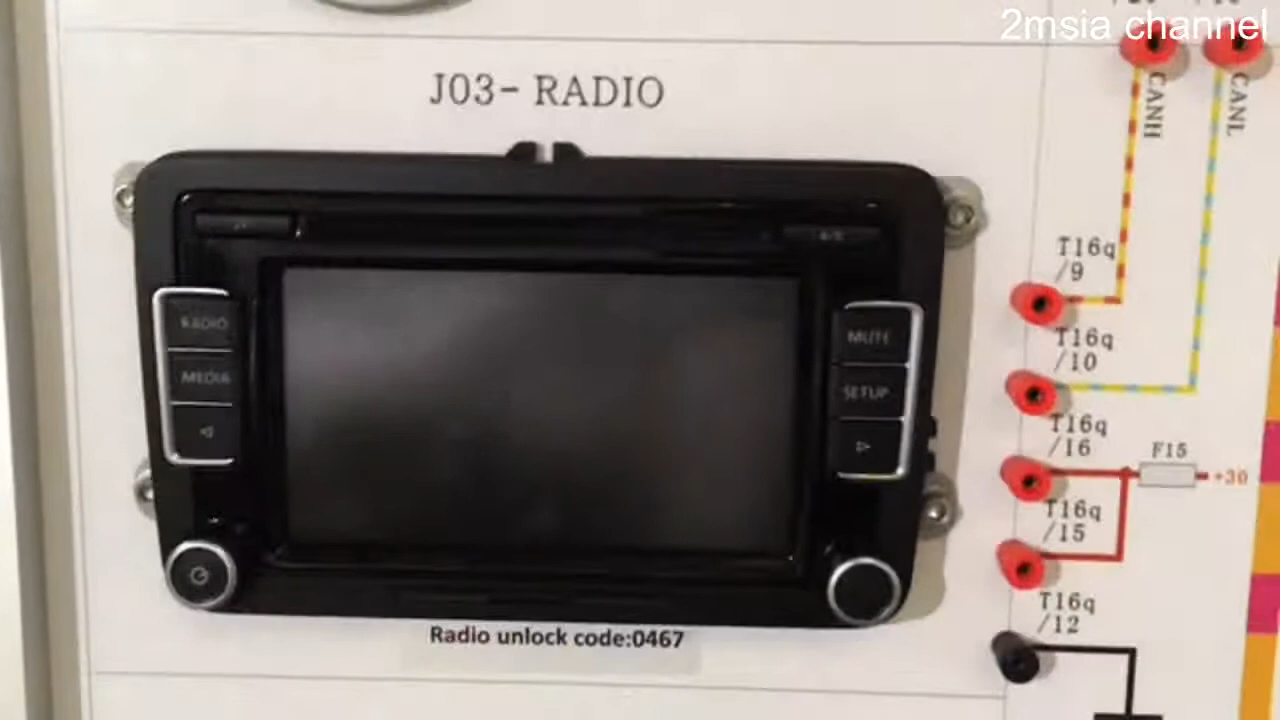 2msia channel
J03- RADIO
CANH
CANL
RADIO
MEDIA
MUTE
SETUP
T16q
/9
T16q
/10
T16q
/16
F15
+30
T16q
/15
T16q
/12
Radio unlock code:0467